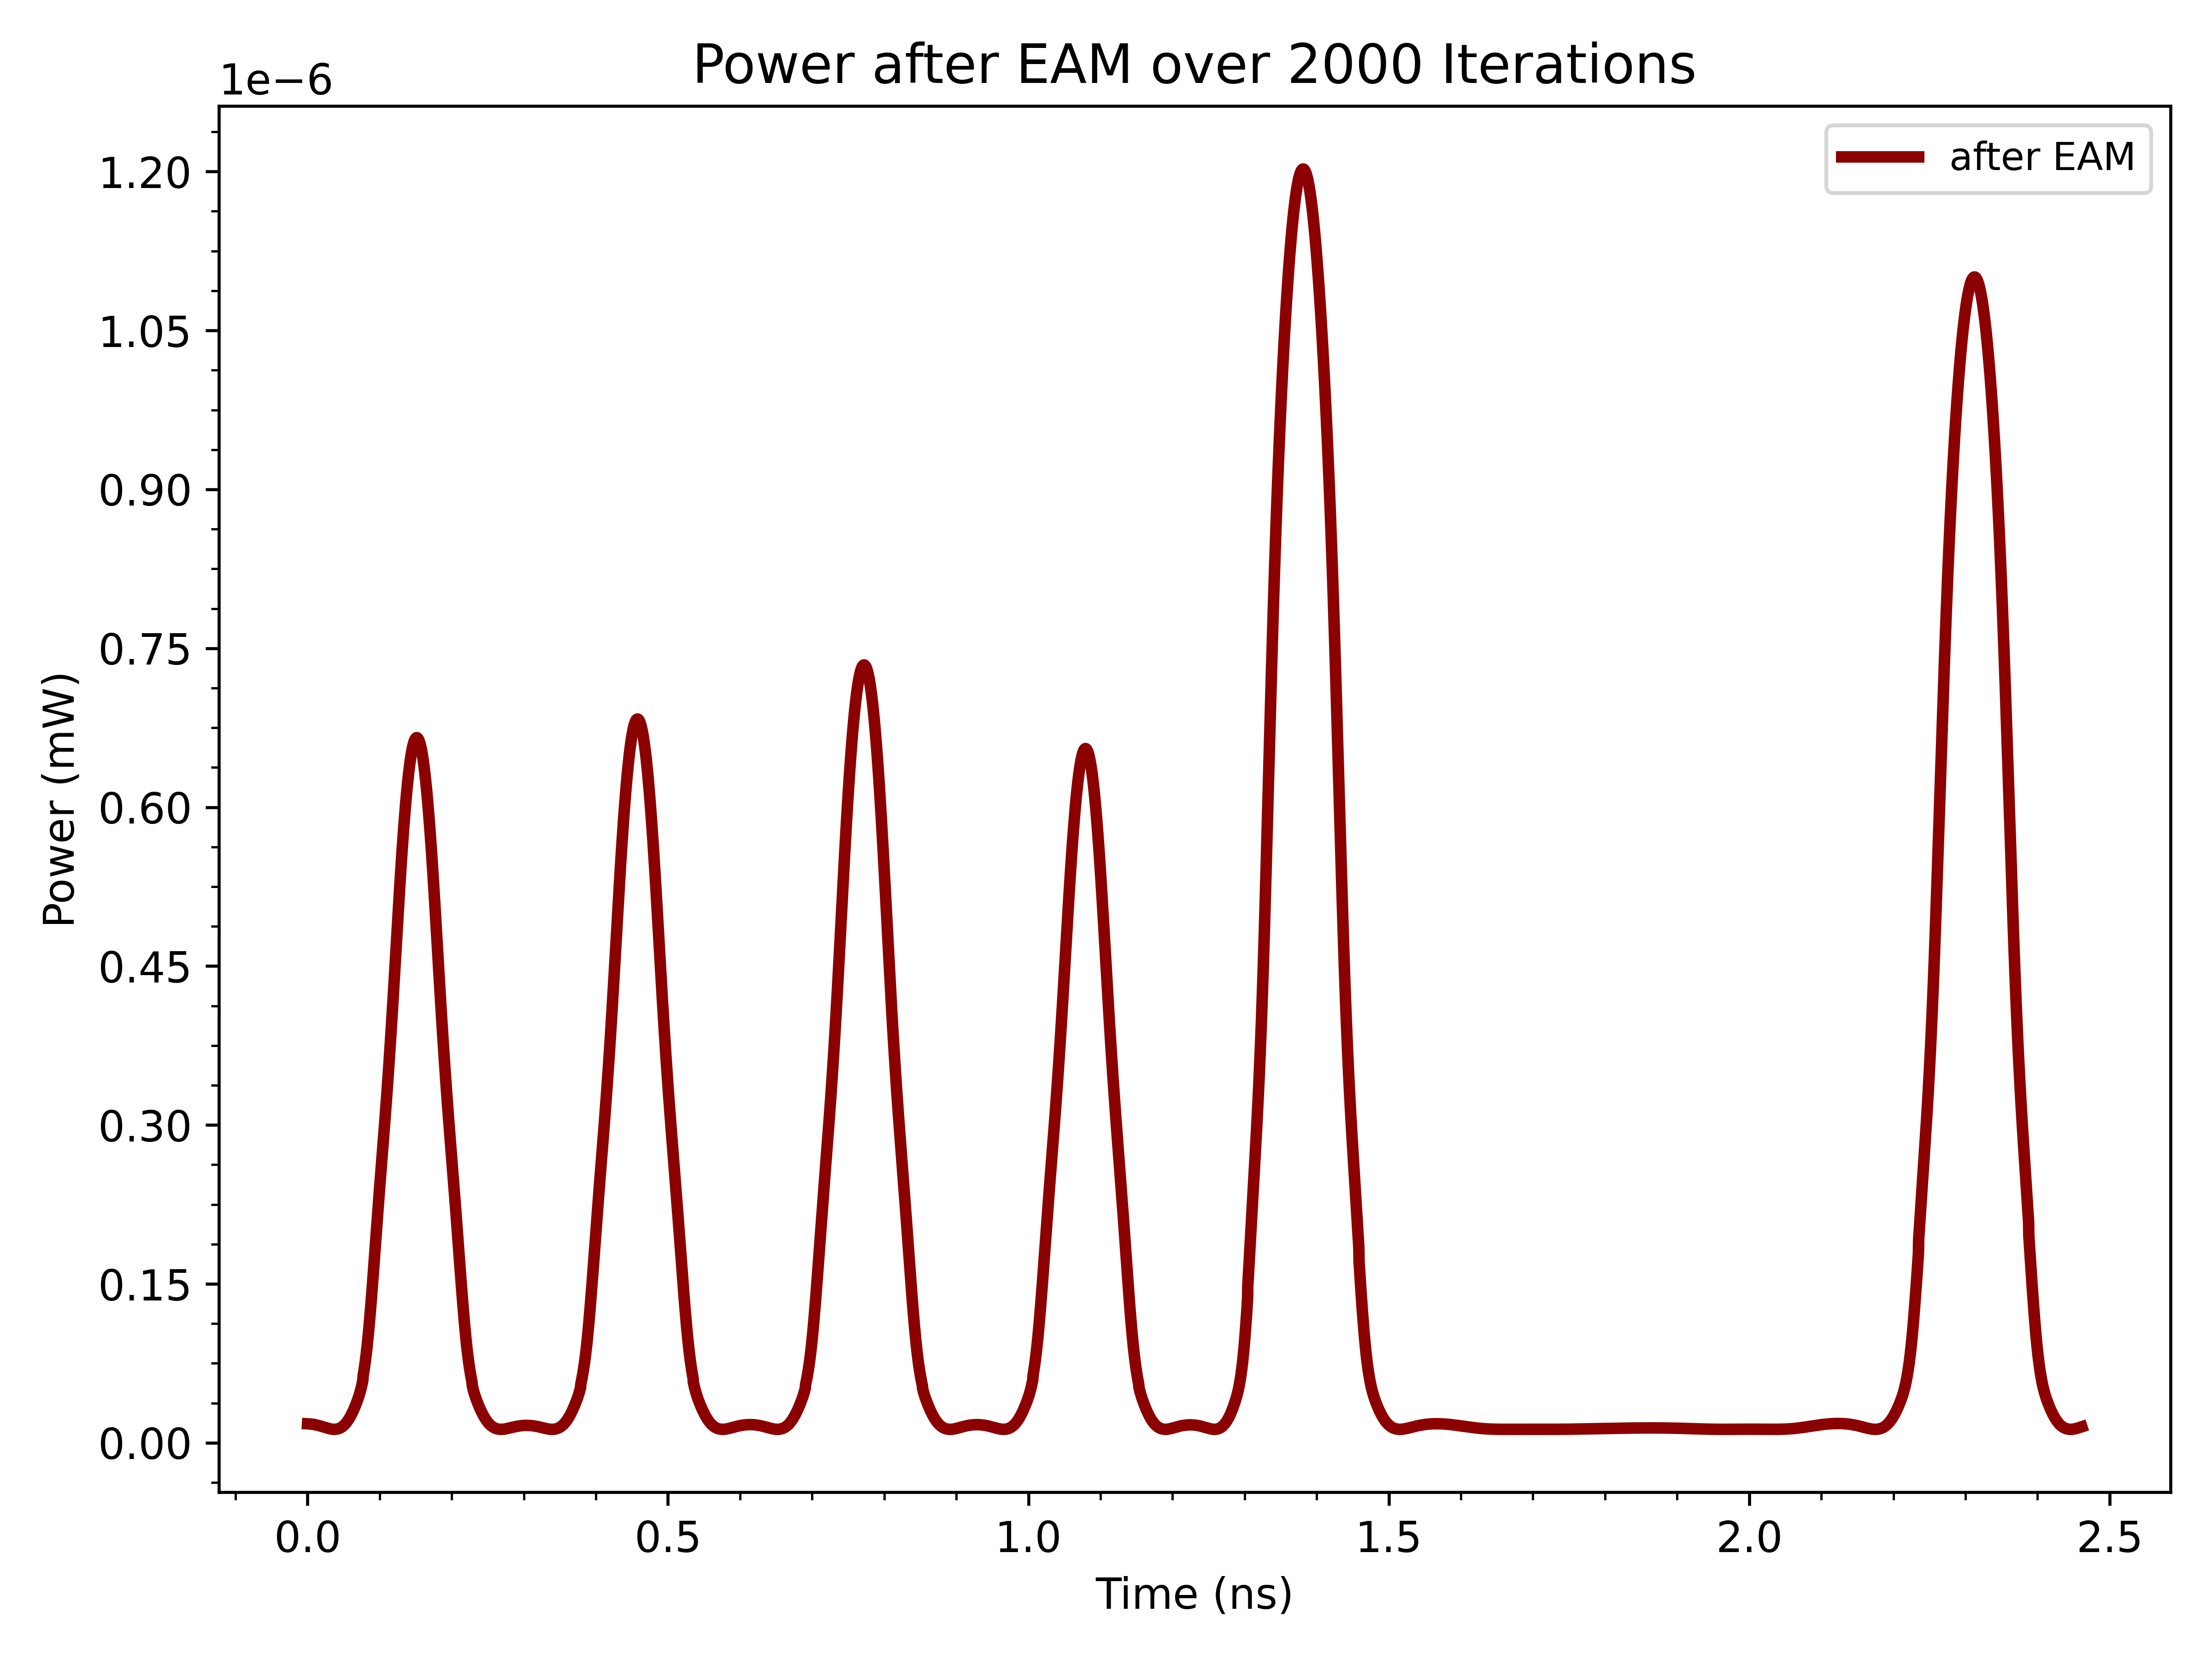 Power after EAM over 2000 Iterations
1e−6
after EAM
1.20
1.05
0.90
0.75
0.60
0.45
0.30
0.15
0.00
Power (mW)
0.0 0.5 1.0 1.5 2.0 2.5
Time (ns)